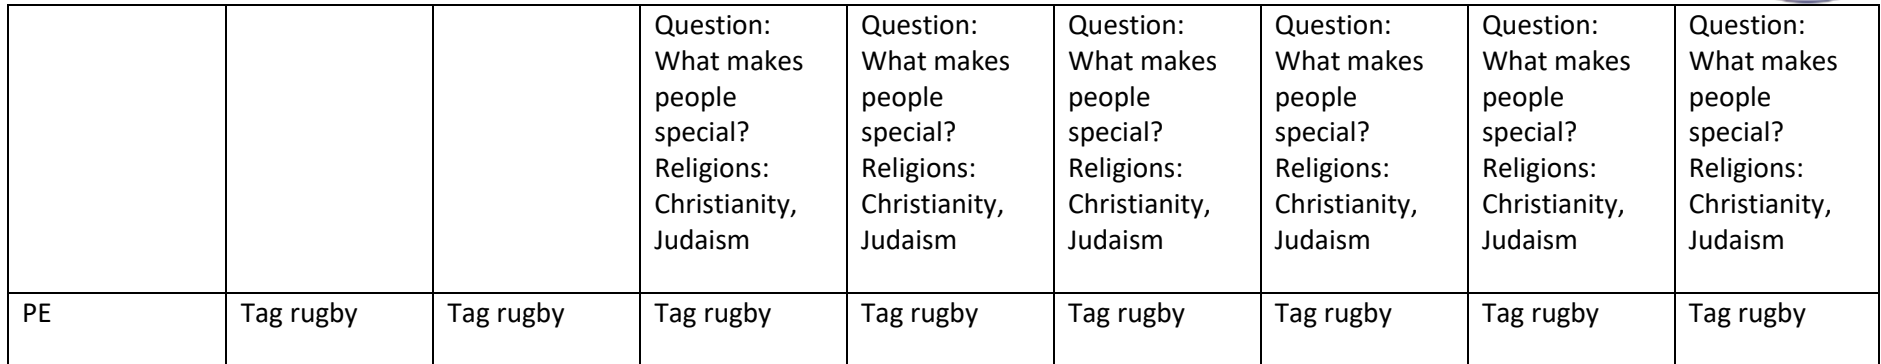 Question:
What makes
people
special?
Religions:
Christianity,
Judaism
Question:
What makes
people
special?
Religions:
Christianity,
Judaism
Question:
What makes
people
special?
Religions:
Christianity,
Judaism
Question:
What makes
people
special?
Religions:
Christianity,
Judaism
Question:
What makes
people
special?
Religions:
Christianity,
Judaism
Question:
What makes
people
special?
Religions:
Christianity,
Judaism
PE
Tag rugby
Tag rugby
Tag rugby
Tag rugby
Tag rugby
Tag rugby
Tag rugby
Tag rugby